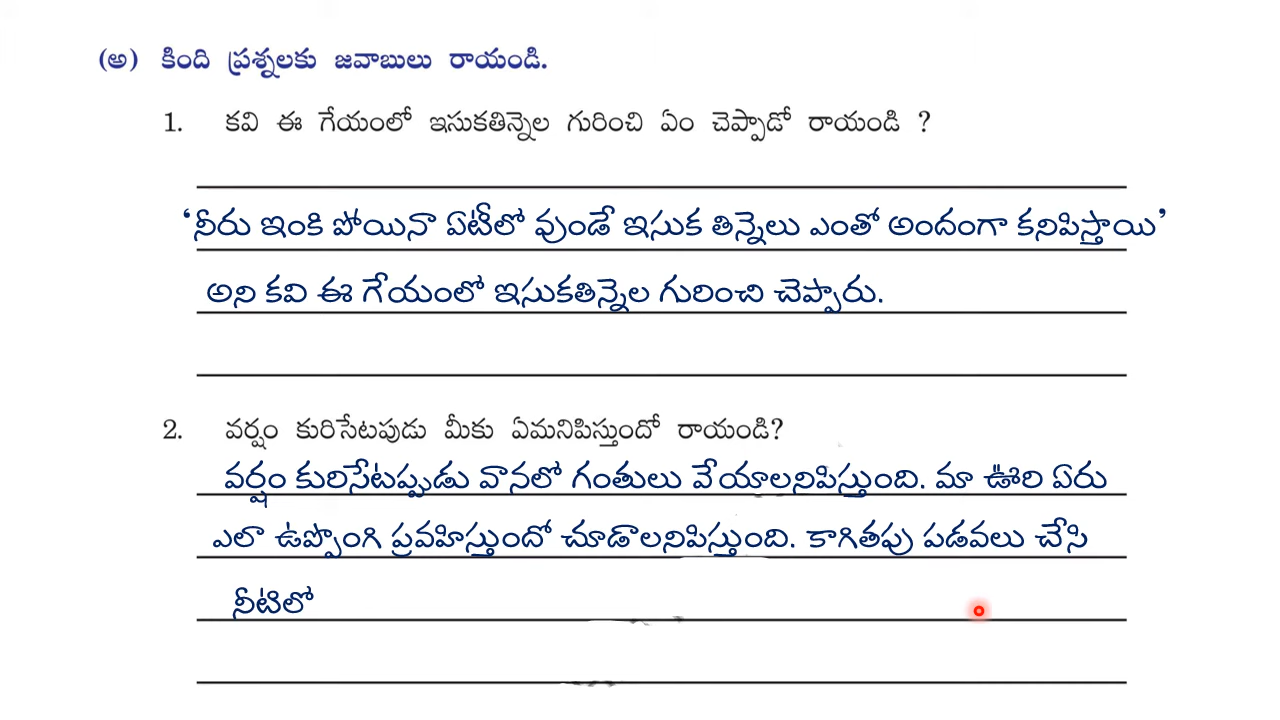 (అ) కింది ప్రశ్నలకు జవాబులు రాయండి.
1. కవి ఈ గేయంలో ఇసుకతిన్నెల గురించి ఏం చెప్పాడో రాయండి ?
‘నీరు ఇంకి పోయినా ఏటీలో వుండే ఇసుక తిన్నెలు ఎంతో అందంగా కనిపిస్తాయి’
అని కవి ఈ గేయంలో ఇసుకతిన్నెల గురించి చెప్పారు.
2. వర్షం కురిసేటపుడు మీకు ఏమనిపిస్తుందో రాయండి?
వర్షం కురిసేటప్పుడు వానలో గంతులు వేయాలనిపిస్తుంది. మా ఊరి ఏరు
ఎలా ఉప్పొంగి ప్రవహిస్తుందో చూడాలనిపిస్తుంది. కాగితపు పడవలు చేసి
నీటిలో